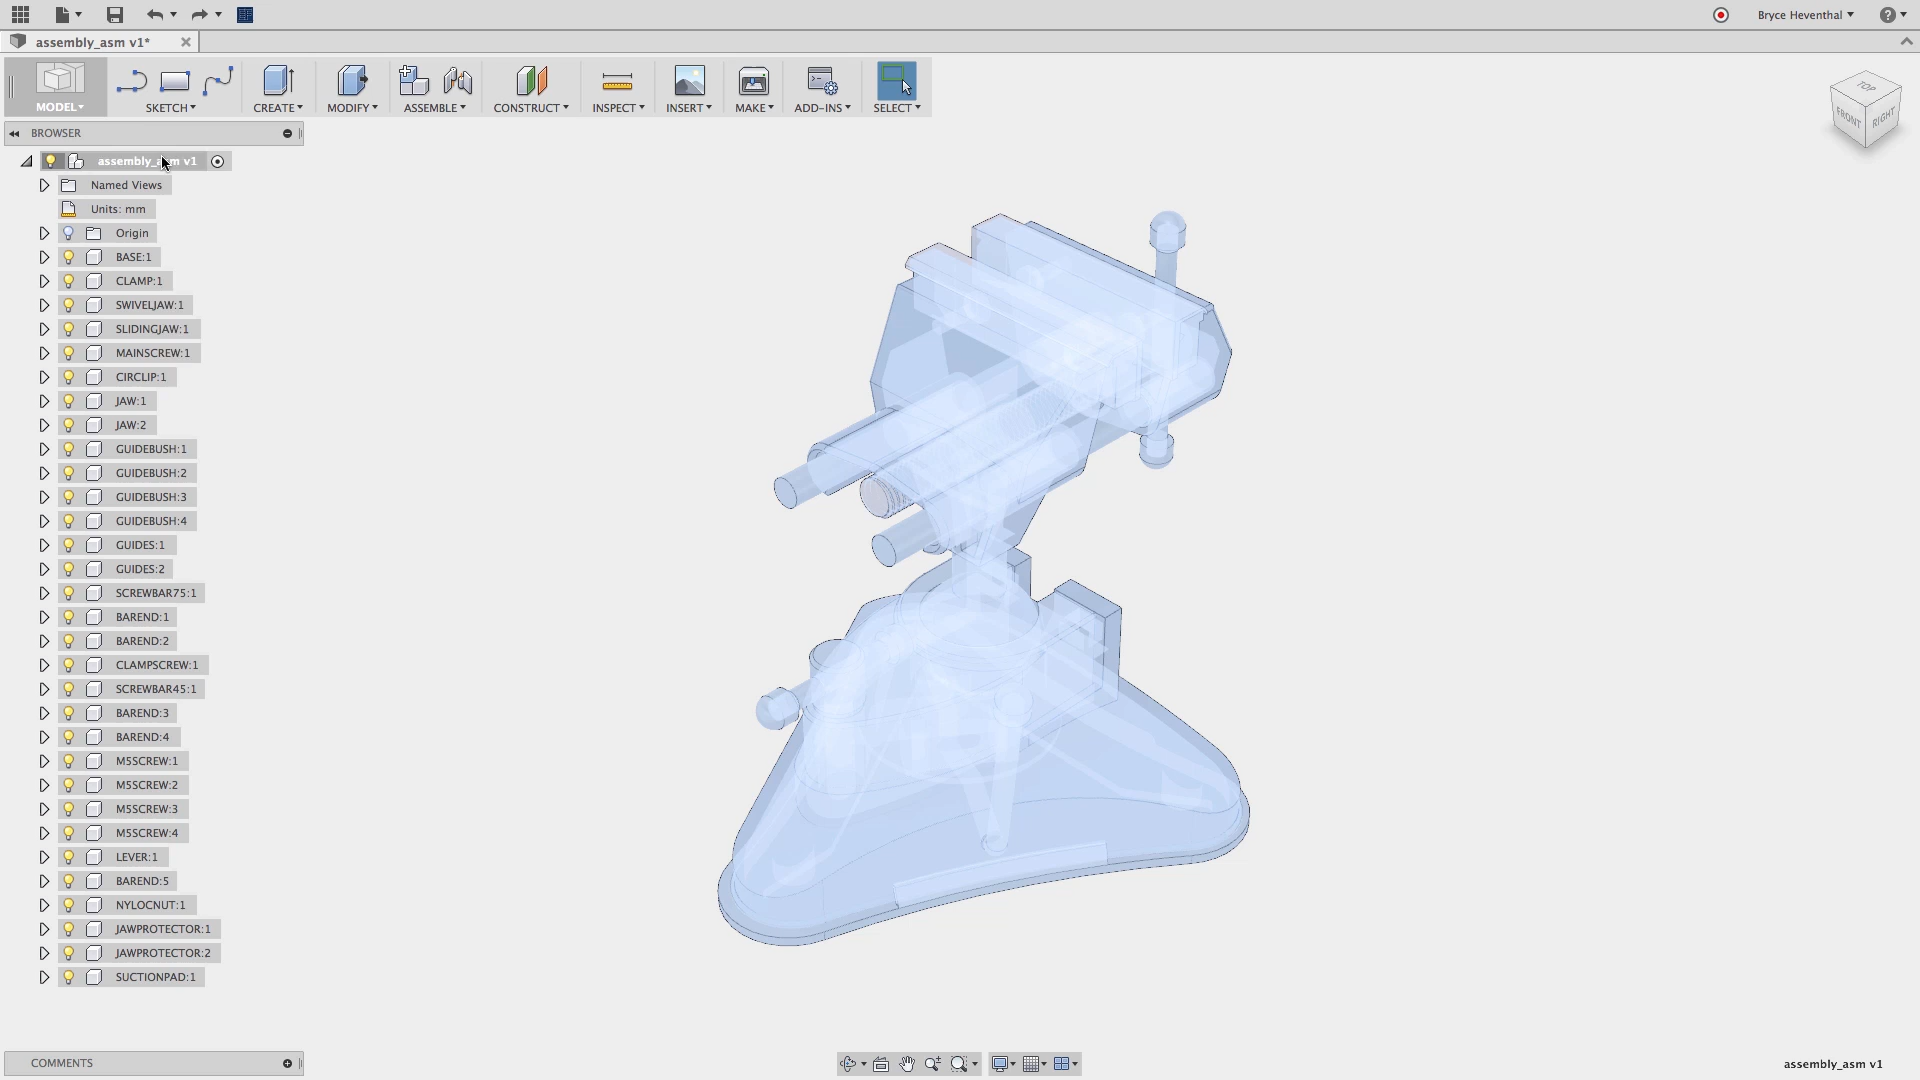 Bryce Heventhal
assembly_asm v1*
MODEL
SKETCH
CREATE
MODIFY
ASSEMBLE
CONSTRUCT
INSPECT
INSERT
MAKE
ADD-INS
SELECT
TOP
FRONT
RIGHT
BROWSER
assembly_asm v1
Named Views
Units: mm
Origin
BASE:1
CLAMP:1
SWIVELJAW:1
SLIDINGJAW:1
MAINSCREW:1
CIRCLIP:1
JAW:1
JAW:2
GUIDEBUSH:1
GUIDEBUSH:2
GUIDEBUSH:3
GUIDEBUSH:4
GUIDES:1
GUIDES:2
SCREWBAR75:1
BAREND:1
BAREND:2
CLAMPSCREW:1
SCREWBAR45:1
BAREND:3
BAREND:4
M5SCREW:1
M5SCREW:2
M5SCREW:3
M5SCREW:4
LEVER:1
BAREND:5
NYLOCNUT:1
JAWPROTECTOR:1
JAWPROTECTOR:2
SUCTIONPAD:1
COMMENTS
assembly_asm v1